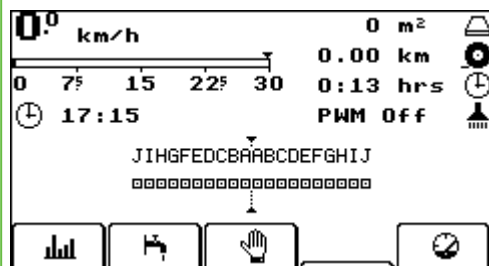 0.0 km/h
0 m²
0.00 km
0 7.5 15 22.5 30
0:13 hrs
17:15
PWM Off
JIHGFEDCBAABCDEFGHIJ